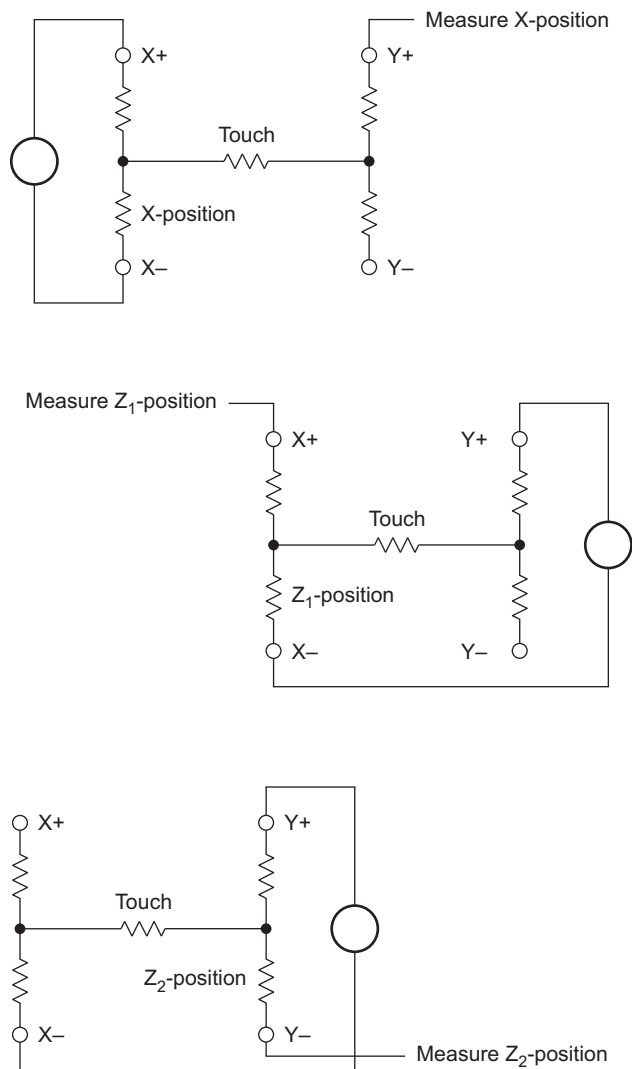 Measure X-position
X+ Y+
Touch
X-position
X– Y–
Measure Z₁-position
X+ Y+
Touch
Z₁-position
X– Y–
X+ Y+
Touch
Z₂-position
X– Y–
Measure Z₂-position